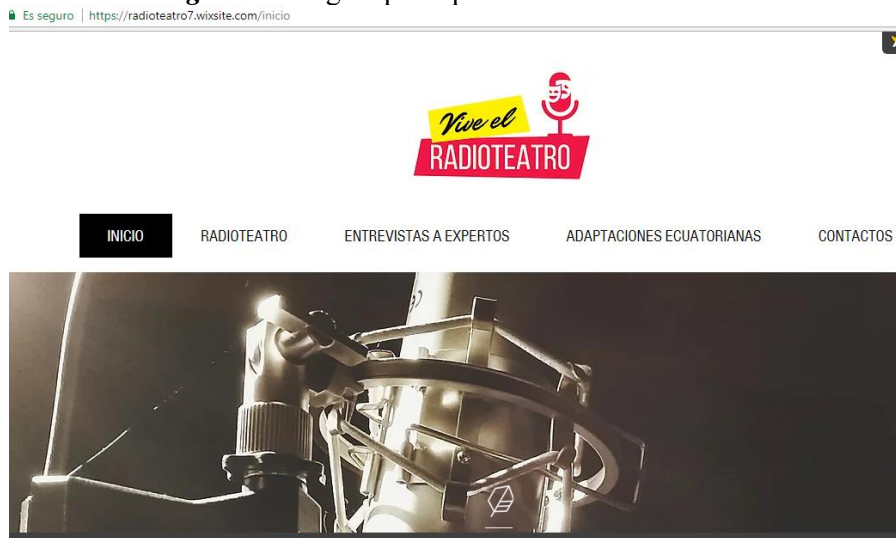 Es seguro | https://radioteatro7.wixsite.com/inicio
Vive el
RADIOTEATRO
INICIO RADIOTEATRO ENTREVISTAS A EXPERTOS ADAPTACIONES ECUATORIANAS CONTACTOS